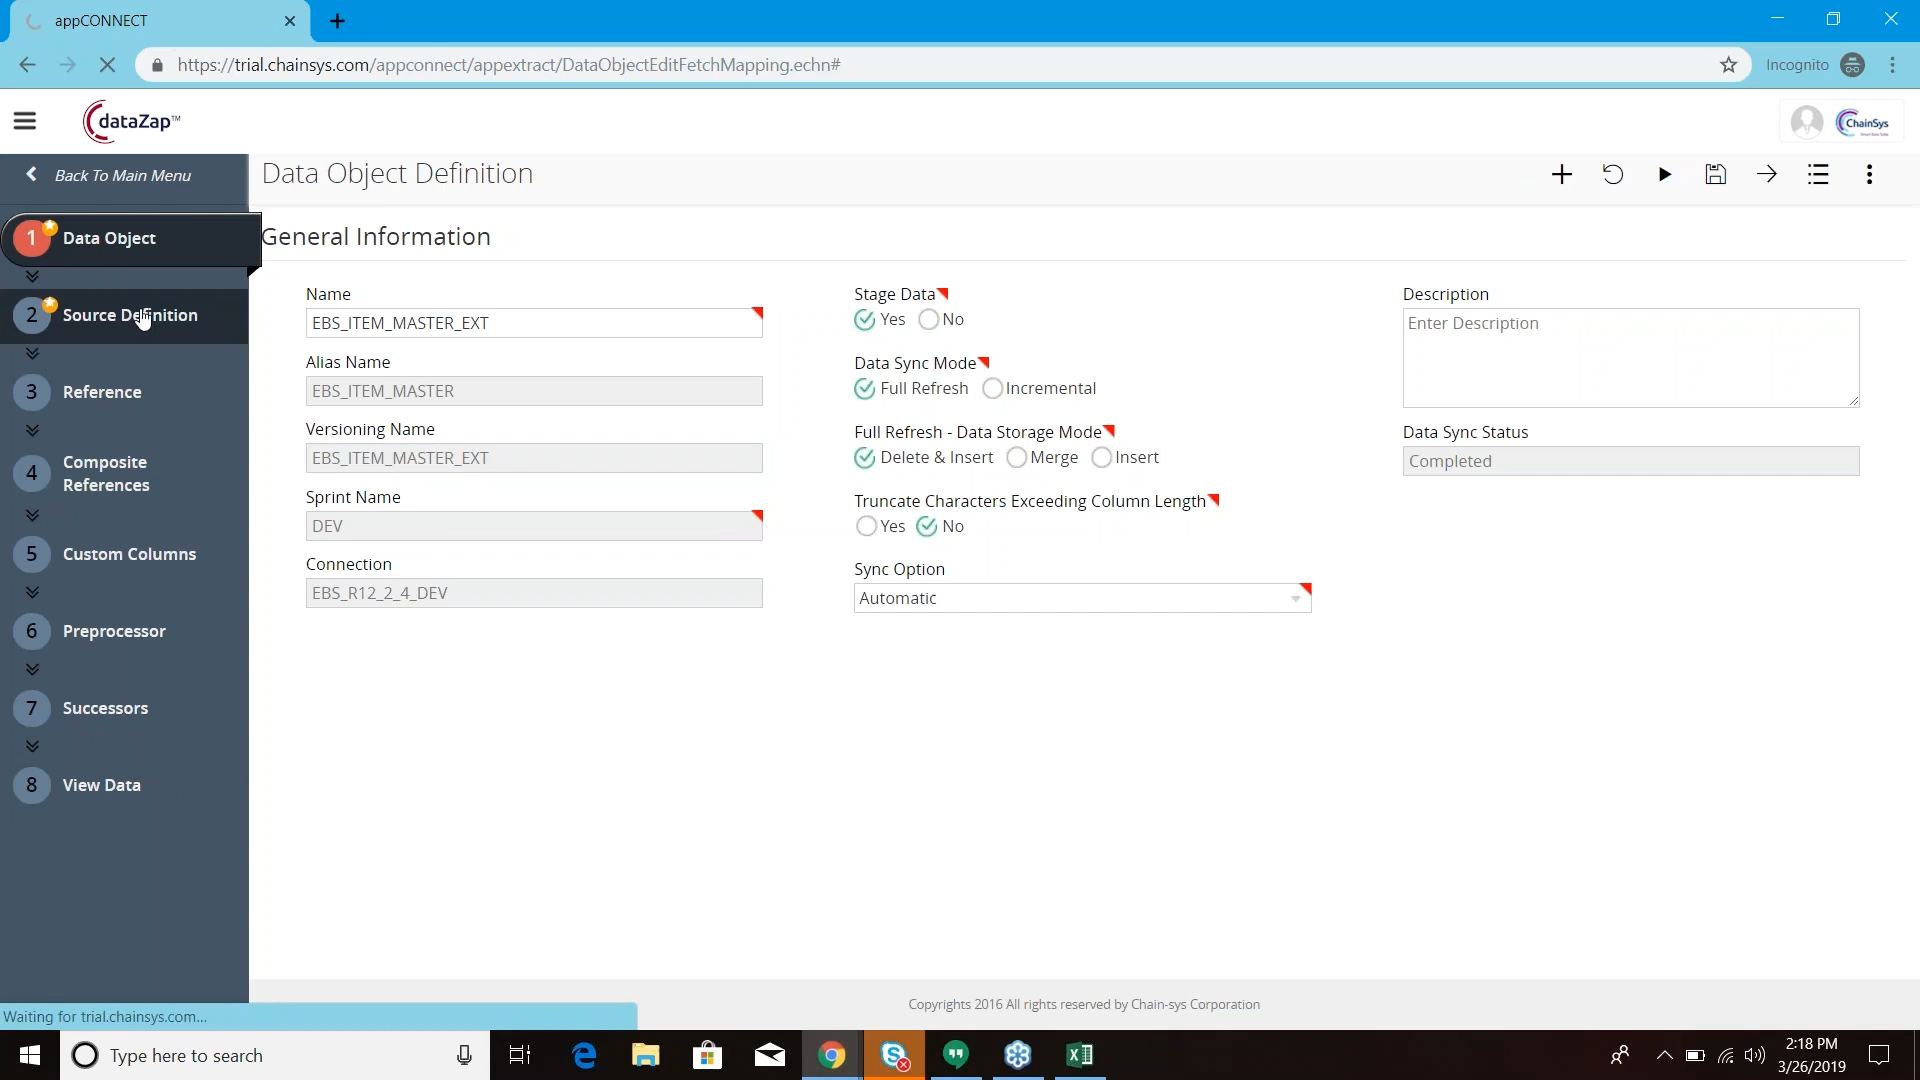 appCONNECT
https://trial.chainsys.com/appconnect/appextract/DataObjectEditFetchMapping.echn#
Incognito
dataZap™
ChainSys
Back To Main Menu
Data Object Definition
1 Data Object
2 Source Definition
3 Reference
4 Composite
References
5 Custom Columns
6 Preprocessor
7 Successors
8 View Data
General Information
Name
EBS_ITEM_MASTER_EXT
Alias Name
EBS_ITEM_MASTER
Versioning Name
EBS_ITEM_MASTER_EXT
Sprint Name
DEV
Connection
EBS_R12_2_4_DEV
Stage Data
Yes No
Data Sync Mode
Full Refresh Incremental
Full Refresh - Data Storage Mode
Delete & Insert Merge Insert
Truncate Characters Exceeding Column Length
Yes No
Sync Option
Automatic
Description
Enter Description
Data Sync Status
Completed
Copyrights 2016 All rights reserved by Chain-sys Corporation
Waiting for trial.chainsys.com...
Type here to search
2:18 PM
3/26/2019